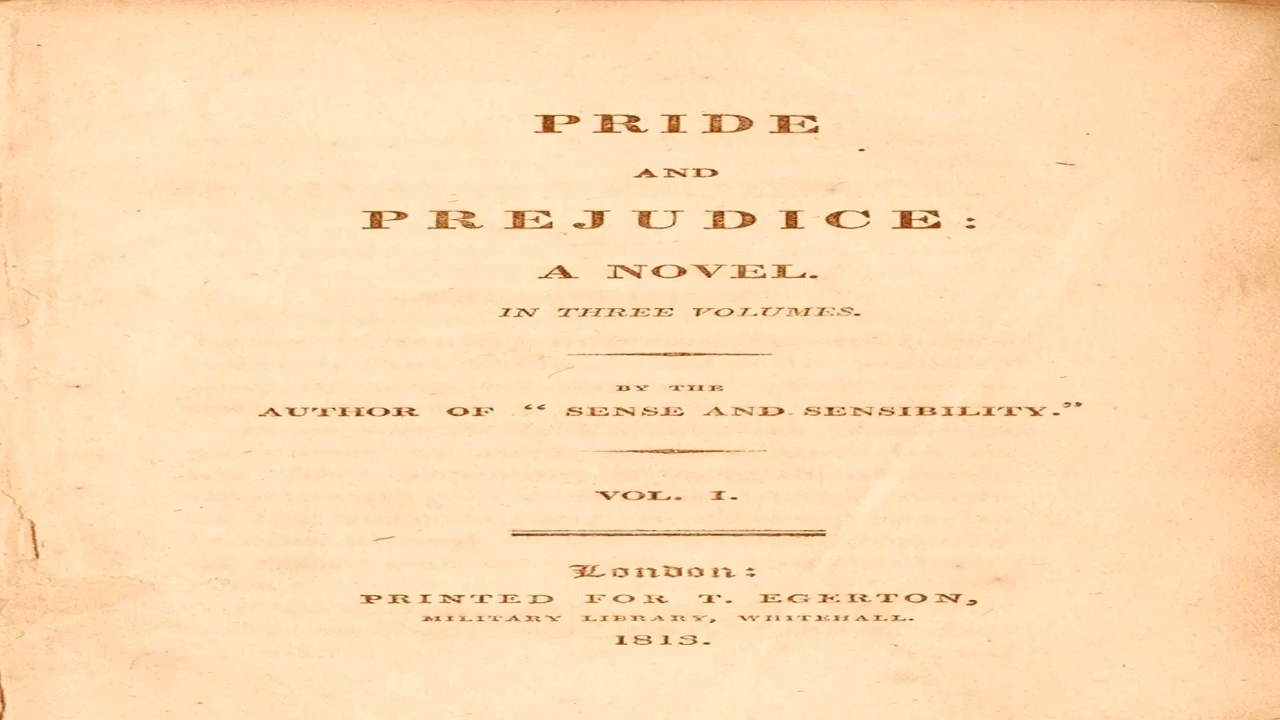 PRIDE
AND
PREJUDICE:
A NOVEL.
IN THREE VOLUMES.
BY THE
AUTHOR OF “ SENSE AND SENSIBILITY.”
VOL. I.
London:
PRINTED FOR T. EGERTON,
MILITARY LIBRARY, WHITEHALL.
1813.